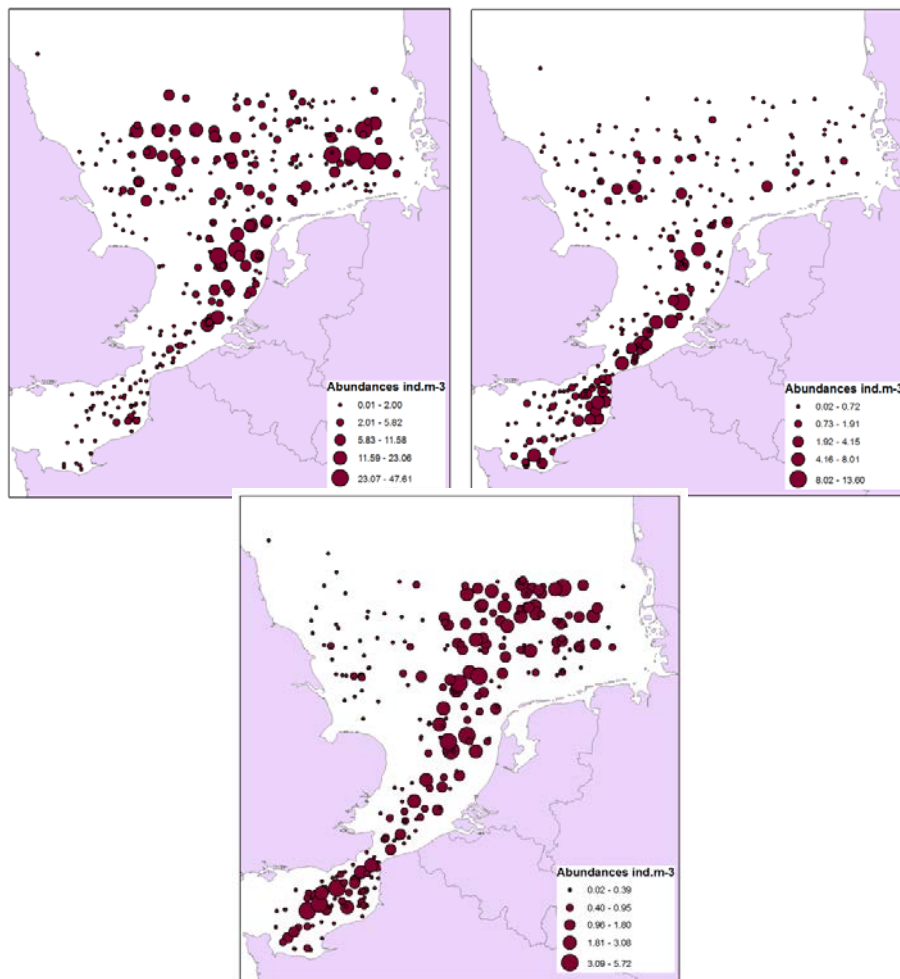 Abundances ind.m-3
0.01 - 2.00
2.01 - 5.82
5.83 - 11.58
11.59 - 23.06
23.07 - 47.61
Abundances ind.m-3
0.02 - 0.72
0.73 - 1.91
1.92 - 4.15
4.16 - 8.01
8.02 - 13.60
Abundances ind.m-3
0.02 - 0.39
0.40 - 0.95
0.96 - 1.80
1.81 - 3.08
3.09 - 5.72